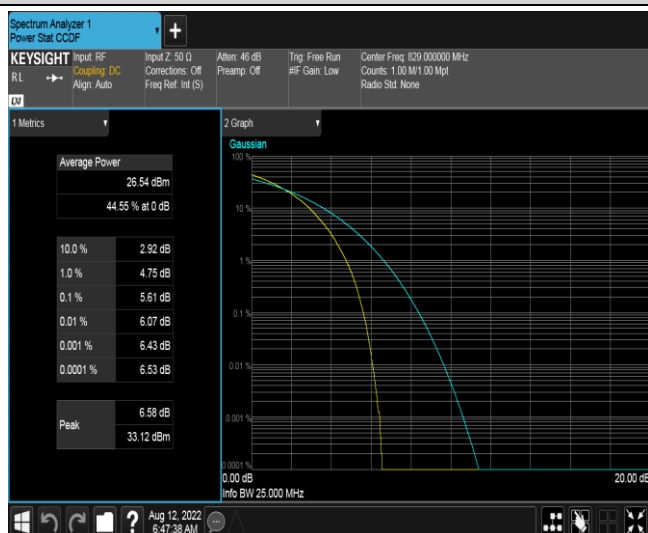 Spectrum Analyzer 1
Power Stat CCDF
+
KEYSIGHT
RL
LXI
Input: RF
Coupling: DC
Align: Auto
Input Z: 50 Ω
Corrections: Off
Freq Ref: Int (S)
Atten: 46 dB
Preamp: Off
Trig: Free Run
#IF Gain: Low
Center Freq: 829.000000 MHz
Counts: 1.00 M/1.00 Mpt
Radio Std: None
1 Metrics
Average Power
26.54 dBm
44.55 % at 0 dB
10.0 % 2.92 dB
1.0 % 4.75 dB
0.1 % 5.61 dB
0.01 % 6.07 dB
0.001 % 6.43 dB
0.0001 % 6.53 dB
Peak
6.58 dB
33.12 dBm
2 Graph
Gaussian
100 %
10 %
1 %
0.1 %
0.01 %
0.001 %
0.0001 %
0.00 dB
20.00 dB
Info BW 25.000 MHz
?
Aug 12, 2022
6:47:38 AM